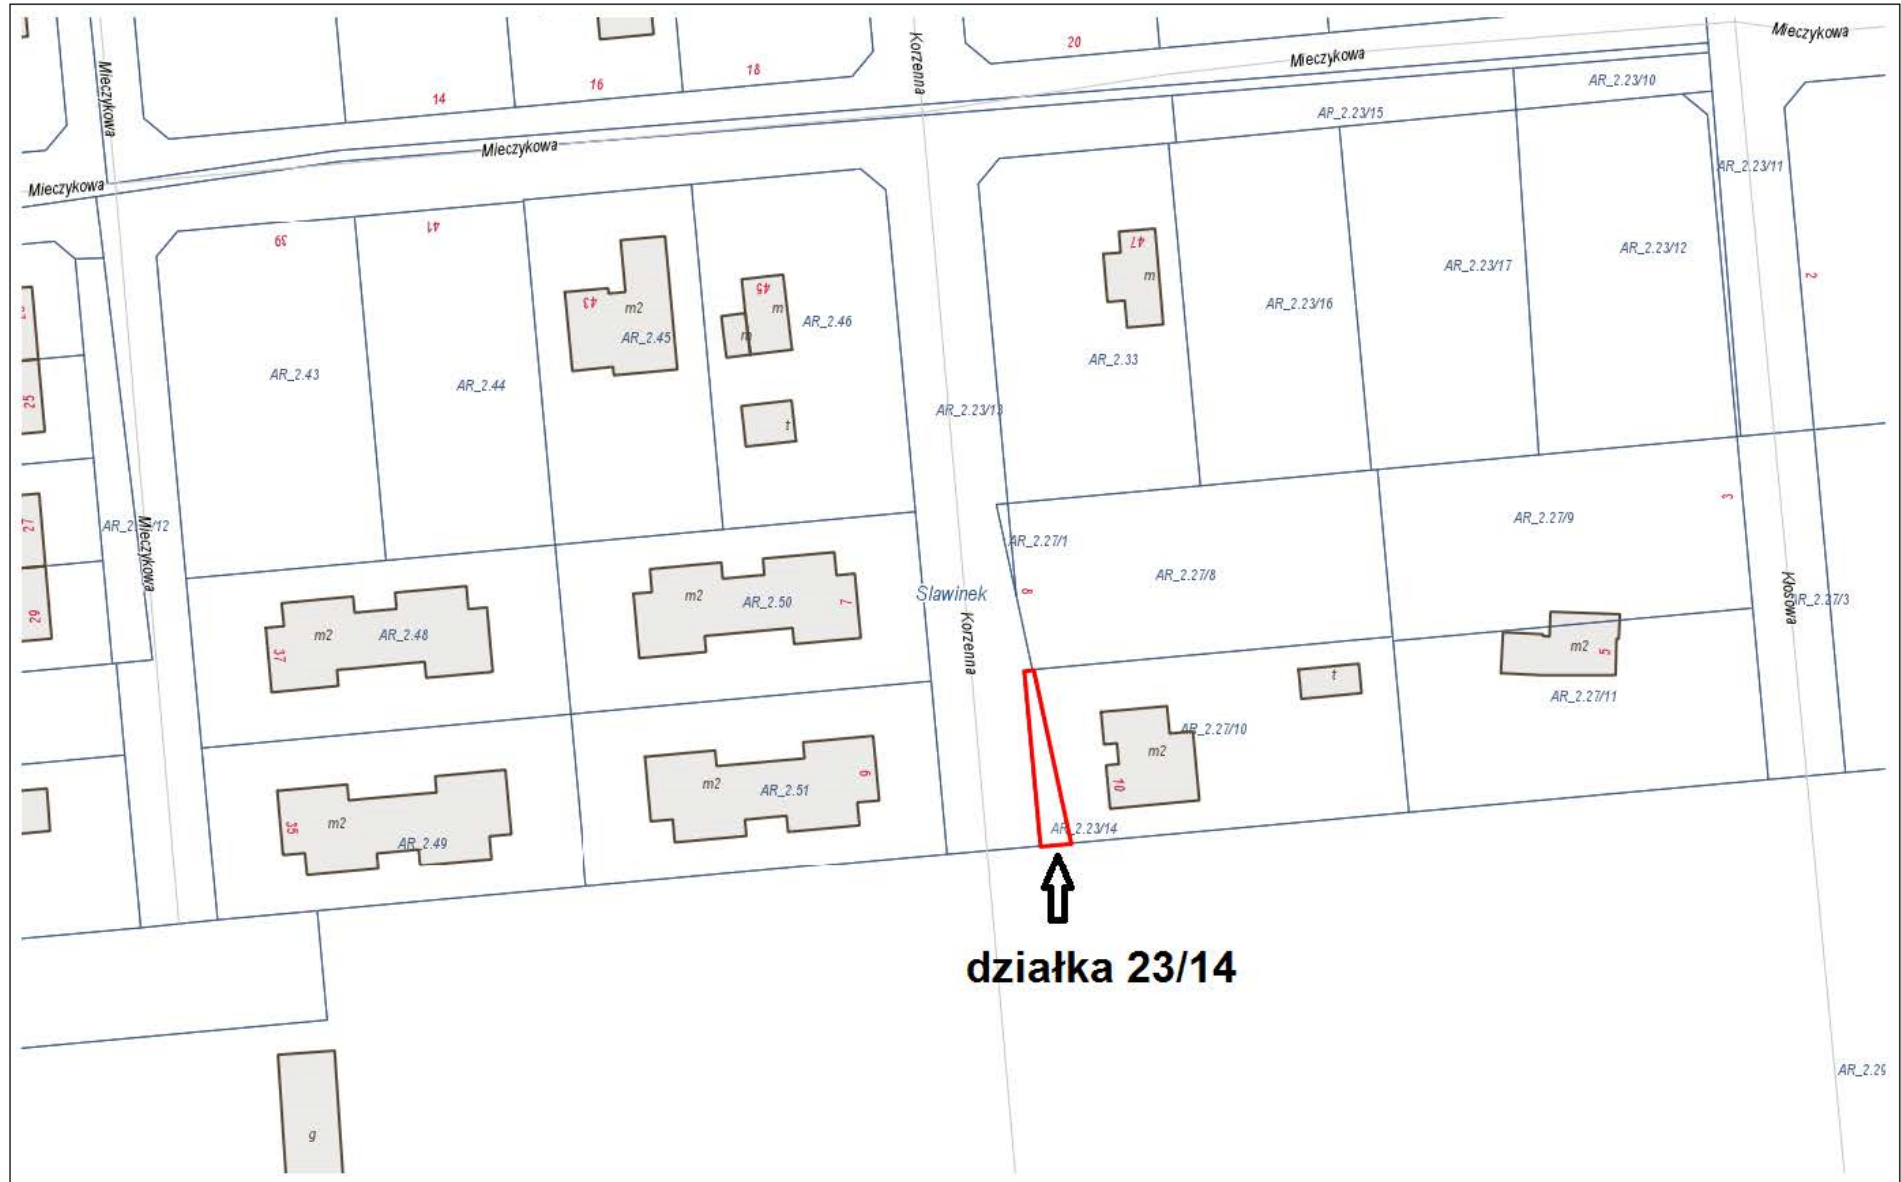 Mieczykowa
20
Mieczykowa
Korzenna
18
16
14
Mieczykowa
AR_2.23/10
AR_2.23/15
Mieczykowa
Mieczykowa
AR_2.23/11
39
41
47
AR_2.23/12
AR_2.23/17
2
m
45
43
m2
m
AR_2.46
AR_2.45
m
AR_2.23/16
AR_2.33
AR_2.43
AR_2.44
25
AR_2.23/13
t
3
AR_2.27/9
27
Mieczykowa
AR_2.27/1
AR_2.27/8
8
Slawinek
m2
AR_2.50
7
Kłosowa
AR_2.27/3
29
m2
AR_2.48
37
Korzenna
m2
5
t
AR_2.27/11
AR_2.27/10
m2
10
m2
AR_2.51
6
35
m2
AR_2.49
AR_2.23/14
działka 23/14
AR_2.29
g